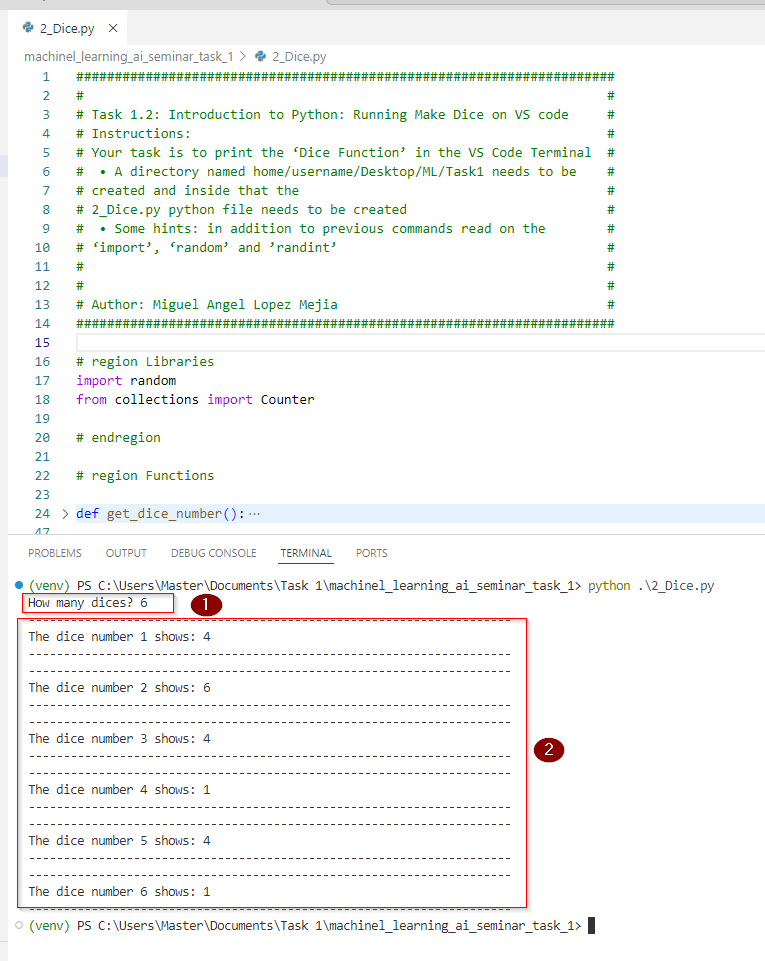 2_Dice.py ×
machinel_learning_ai_seminar_task_1 > 2_Dice.py
1 ######################################################################
2 # #
3 # Task 1.2: Introduction to Python: Running Make Dice on VS code #
4 # Instructions: #
5 # Your task is to print the ‘Dice Function’ in the VS Code Terminal #
6 # • A directory named home/username/Desktop/ML/Task1 needs to be #
7 # created and inside that the #
8 # 2_Dice.py python file needs to be created #
9 # • Some hints: in addition to previous commands read on the #
10 # ‘import’, ‘random’ and ’randint’ #
11 # #
12 # #
13 # Author: Miguel Angel Lopez Mejia #
14 ######################################################################
15
16 # region Libraries
17 import random
18 from collections import Counter
19
20 # endregion
21
22 # region Functions
23
24 > def get_dice_number(): ···
47
PROBLEMS OUTPUT DEBUG CONSOLE TERMINAL PORTS
(venv) PS C:\Users\Master\Documents\Task 1\machinel_learning_ai_seminar_task_1> python .\2_Dice.py
How many dices? 6 1
------------------------------------------------------------
The dice number 1 shows: 4
------------------------------------------------------------
------------------------------------------------------------
The dice number 2 shows: 6
------------------------------------------------------------
------------------------------------------------------------
The dice number 3 shows: 4
2
------------------------------------------------------------
------------------------------------------------------------
The dice number 4 shows: 1
------------------------------------------------------------
------------------------------------------------------------
The dice number 5 shows: 4
------------------------------------------------------------
------------------------------------------------------------
The dice number 6 shows: 1
------------------------------------------------------------
(venv) PS C:\Users\Master\Documents\Task 1\machinel_learning_ai_seminar_task_1>